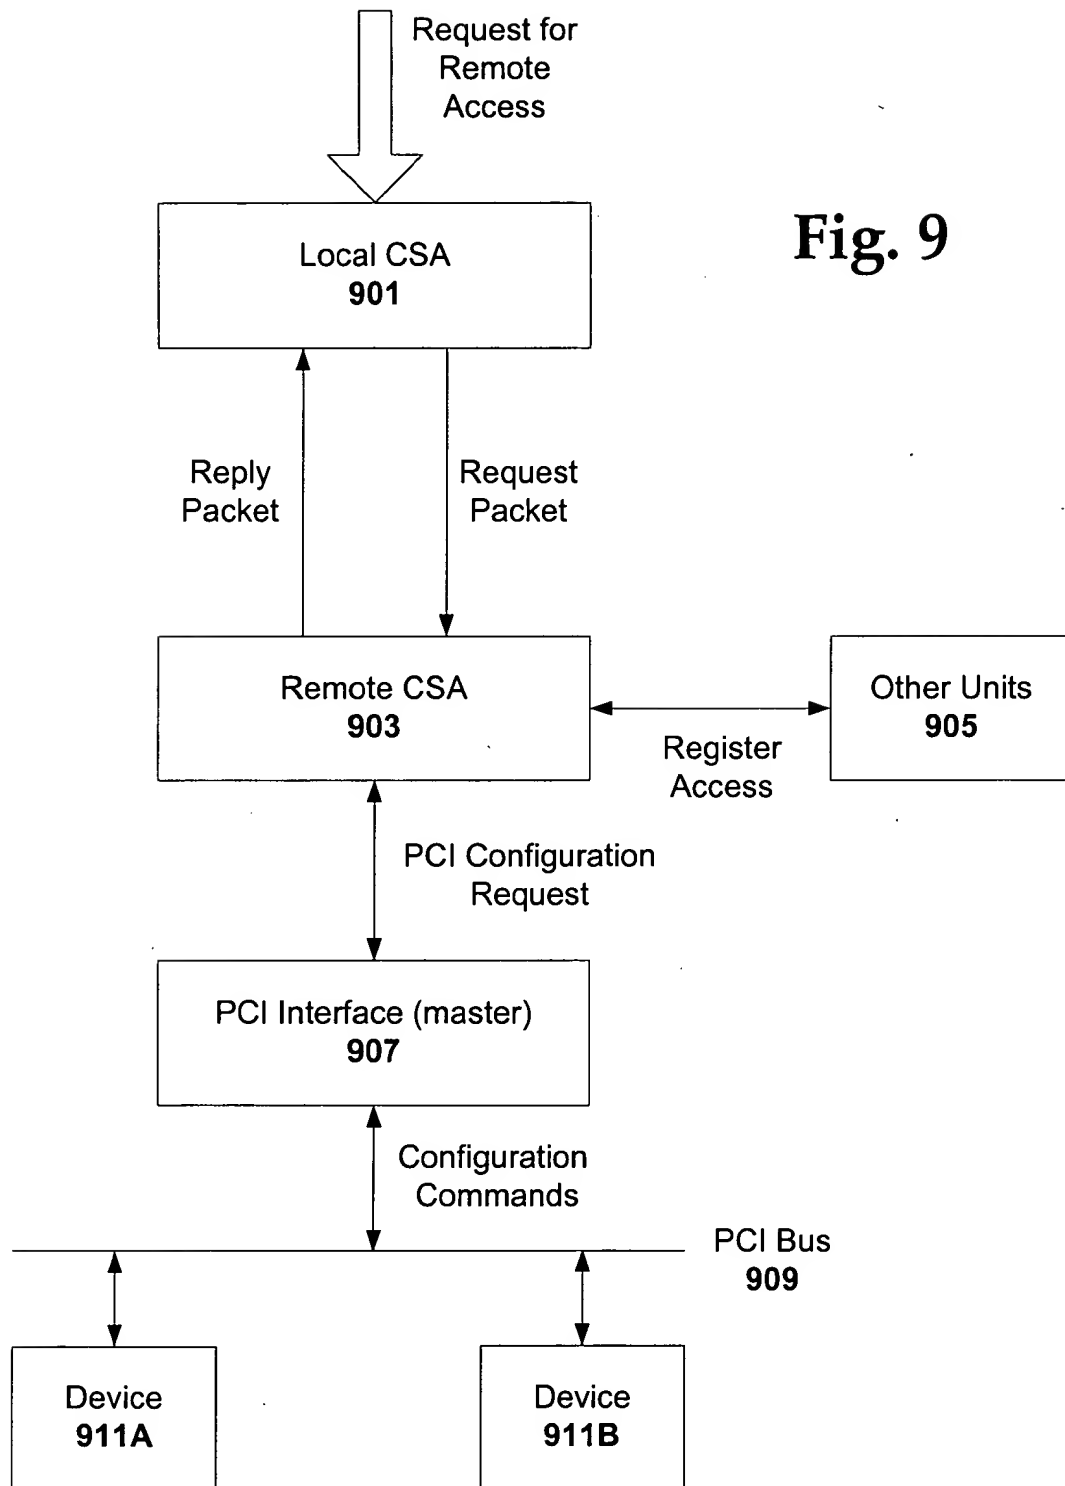 Request for
Remote
Access
Fig. 9
Local CSA
901
Reply
Packet
Request
Packet
Remote CSA
903
Other Units
905
Register
Access
PCI Configuration
Request
PCI Interface (master)
907
Configuration
Commands
PCI Bus
909
Device
911A
Device
911B